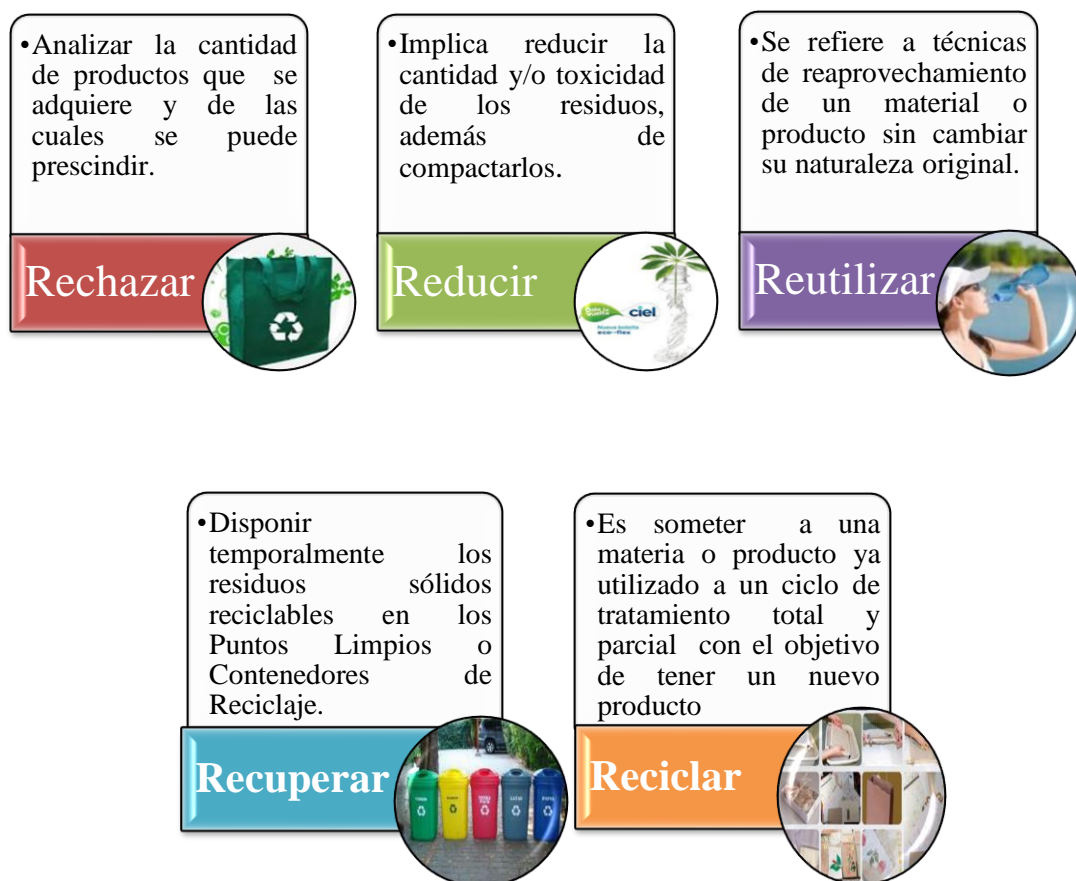 •Analizar la cantidad
de productos que se
adquiere y de las
cuales se puede
prescindir.
Rechazar
•Implica reducir la
cantidad y/o toxicidad
de los residuos,
además de
compactarlos.
Reducir
ciel
eco-flex
•Se refiere a técnicas
de reaprovechamiento
de un material o
producto sin cambiar
su naturaleza original.
Reutilizar
•Disponir
temporalmente los
residuos sólidos
reciclables en los
Puntos Limpios o
Contenedores de
Reciclaje.
Recuperar
•Es someter a una
materia o producto ya
utilizado a un ciclo de
tratamiento total y
parcial con el objetivo
de tener un nuevo
producto
Reciclar